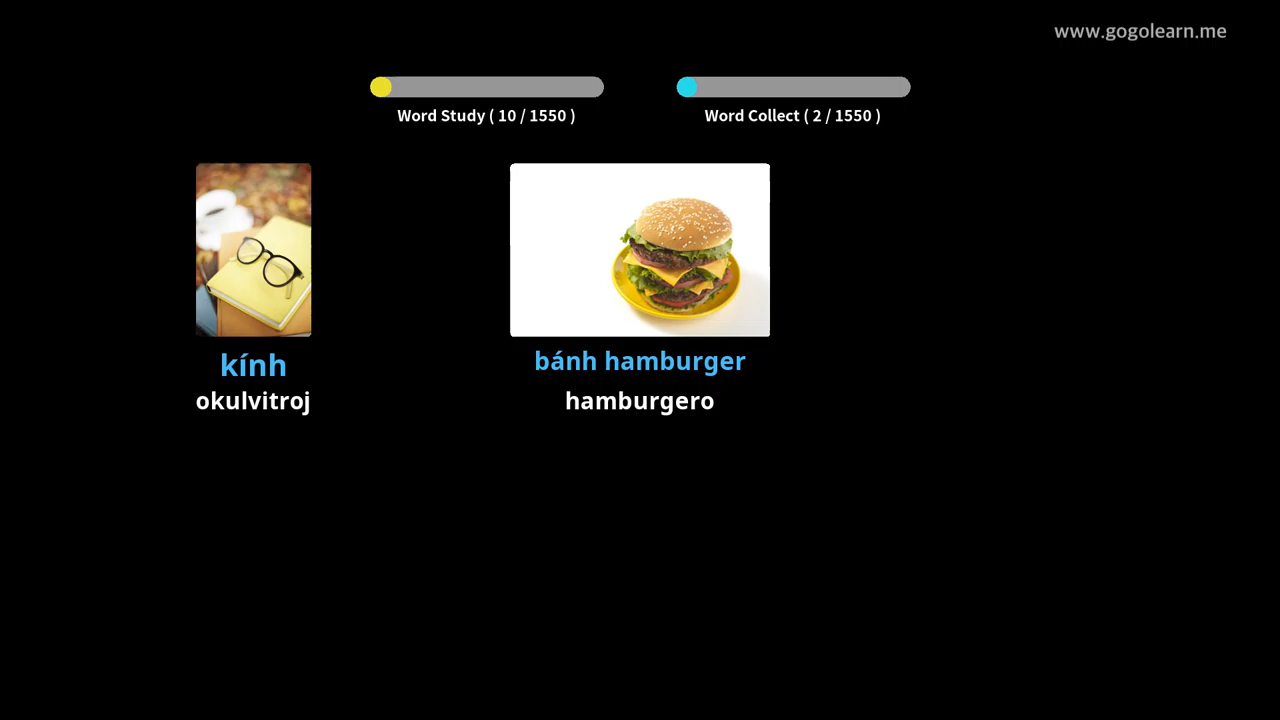 www.gogolearn.me
Word Study ( 10 / 1550 )
Word Collect ( 2 / 1550 )
kính
okulvitroj
bánh hamburger
hamburgero